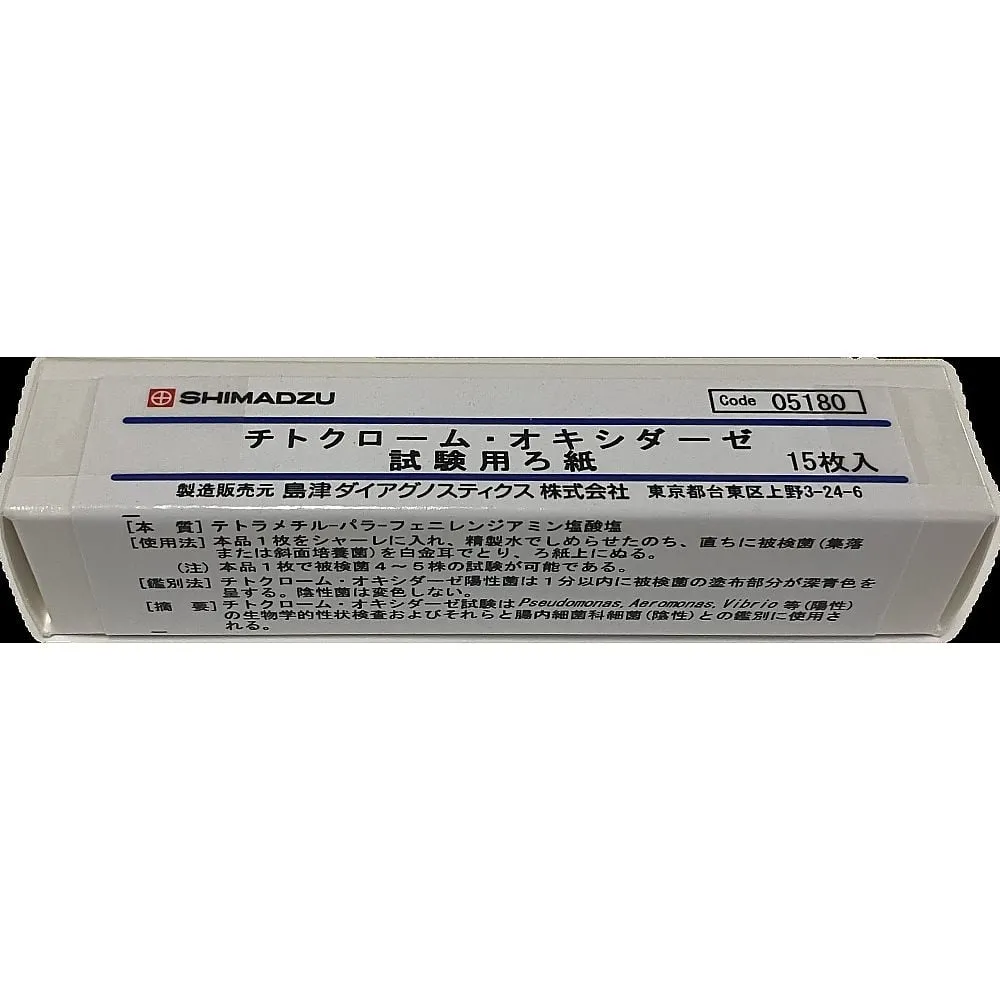 SHIMADZU
Code 05180
チトクローム・オキシダーゼ
試験用ろ紙 15枚入
製造販売元 島津ダイアグノスティクス株式会社 東京都台東区上野3-24-6
[本 質] テトラメチル-パラ-フェニレンジアミン塩酸塩
[使用法] 本品1枚をシャーレに入れ、精製水でしめらせたのち、直ちに被検菌(集落
または斜面培養菌)を白金耳でとり、ろ紙上にぬる。
(注) 本品1枚で被検菌4～5株の試験が可能である。
[鑑別法] チトクローム・オキシダーゼ陽性菌は1分以内に被検菌の塗布部分が深青色を
呈する。陰性菌は変色しない。
[摘 要] チトクローム・オキシダーゼ試験はPseudomonas, Aeromonas, Vibrio 等(陽性)
の生物学的性状検査およびそれらと腸内細菌科細菌(陰性)との鑑別に使用さ
れる。